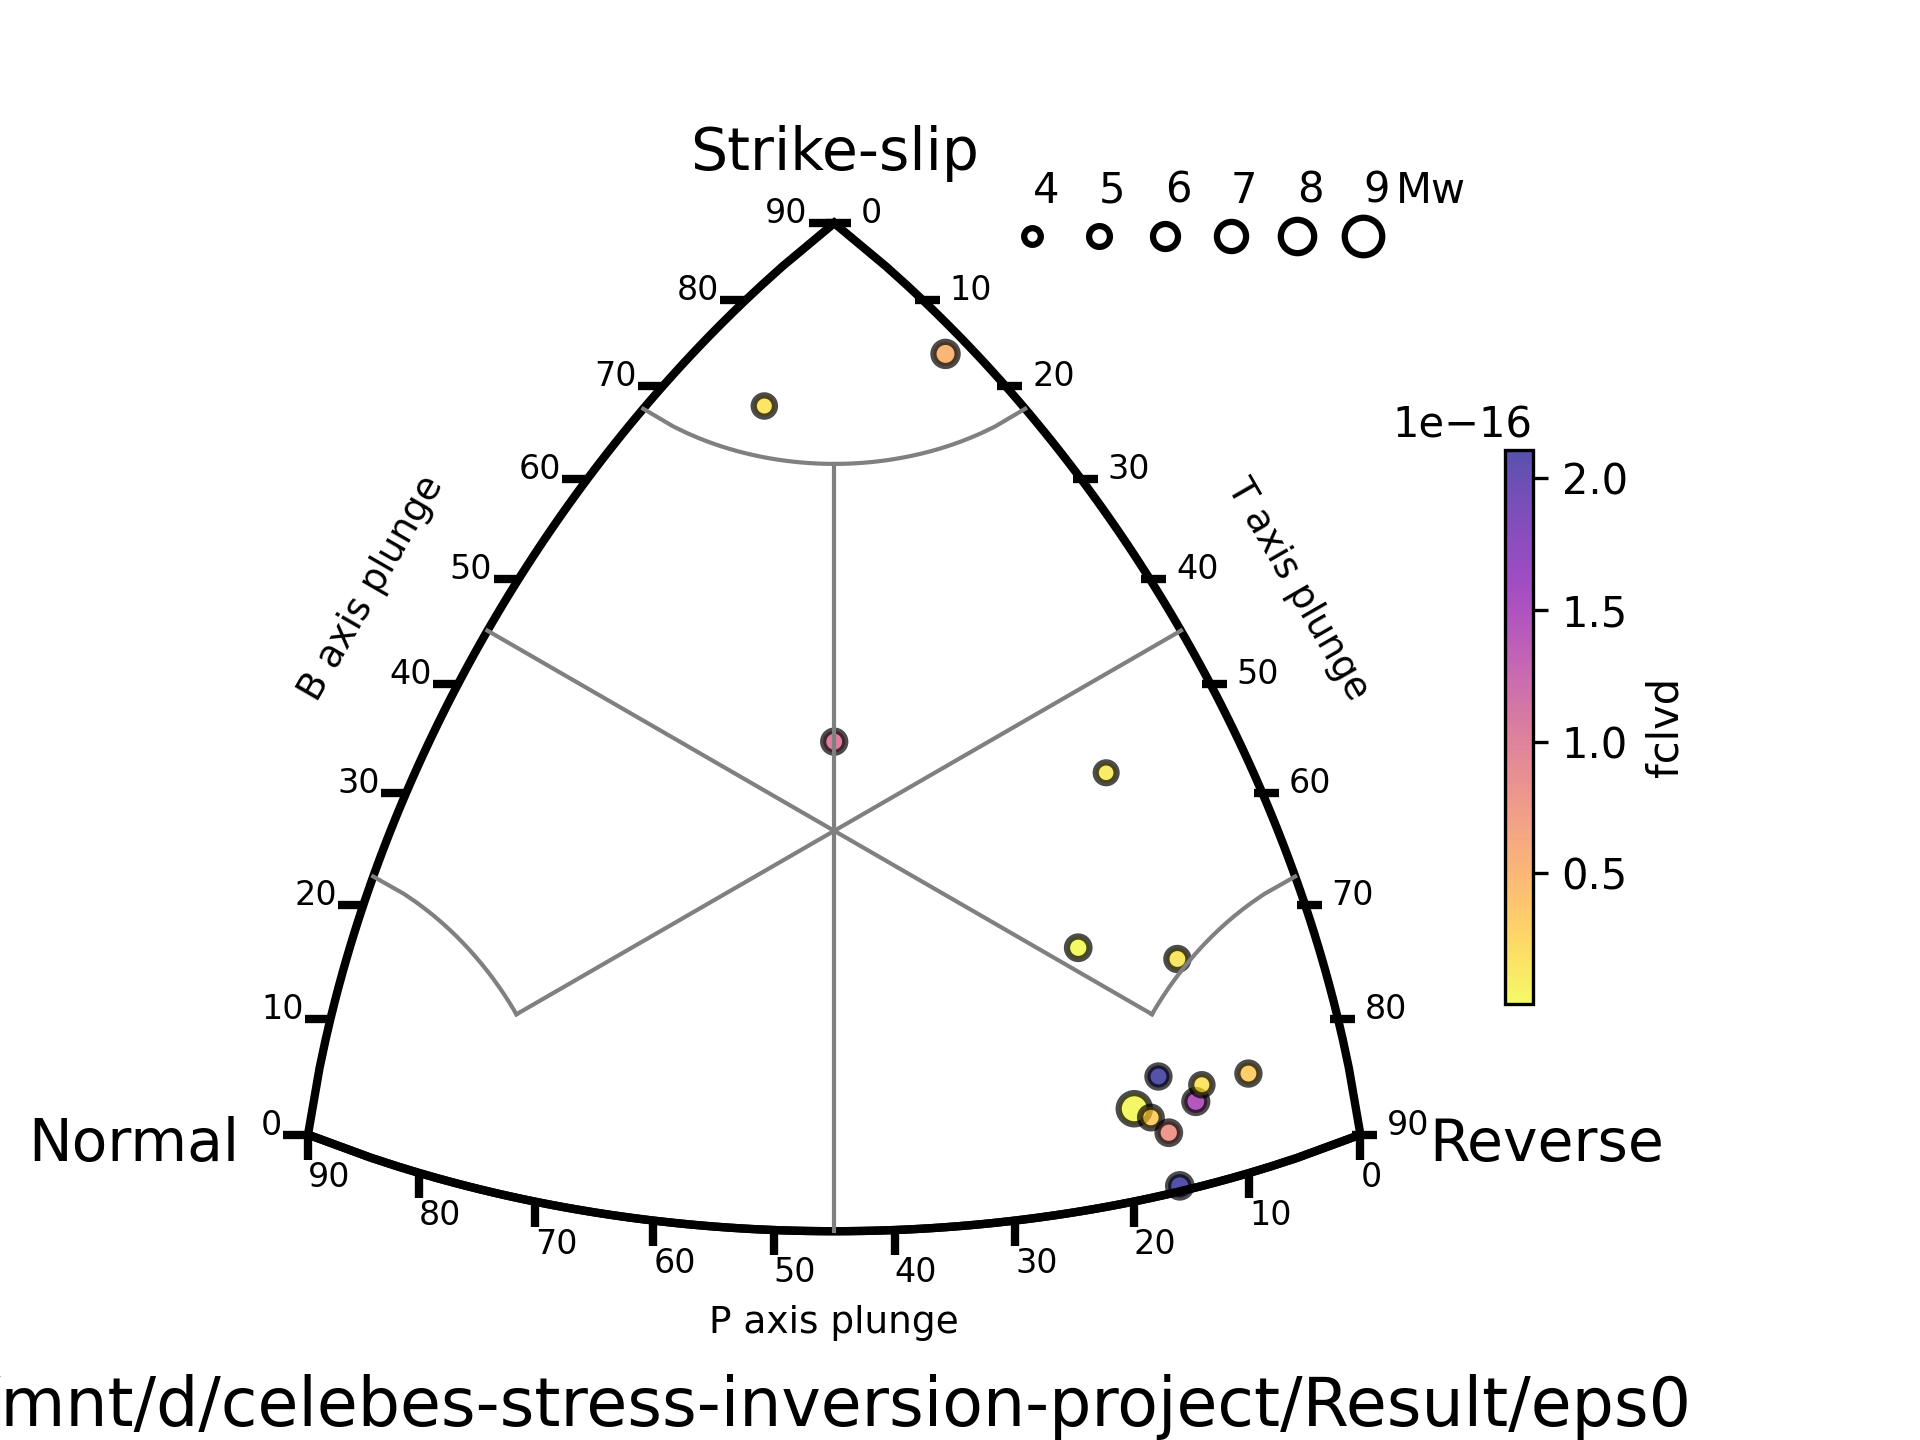 Strike-slip
4 5 6 7 8 9 Mw
90 0
80 10
70 20
1e−16
60 30
2.0
B axis plunge
T axis plunge
50 40
1.5
40 50
fclvd
1.0
30 60
0.5
20 70
10 80
Normal 0
90 Reverse
90 80 70 60 50 40 30 20 10 0
P axis plunge
mnt/d/celebes-stress-inversion-project/Result/eps0